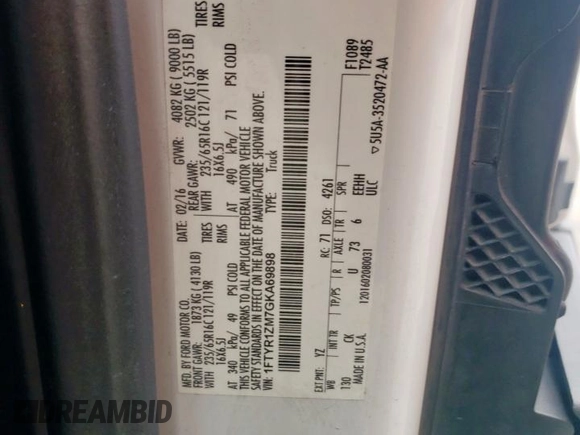 MFD. BY FORD MOTOR CO.
DATE: 02/16 GVWR: 4082 KG ( 9000 LB)
FRONT GAWR: 1873 KG ( 4130 LB)
REAR GAWR: 2502 KG ( 5515 LB)
WITH 235/65R16C 121/119R TIRES
WITH 235/65R16C 121/119R TIRES
16X6.5J RIMS
16X6.5J RIMS
AT 340 kPa/ 49 PSI COLD
AT 490 kPa/ 71 PSI COLD
THIS VEHICLE CONFORMS TO ALL APPLICABLE FEDERAL MOTOR VEHICLE
SAFETY STANDARDS IN EFFECT ON THE DATE OF MANUFACTURE SHOWN ABOVE.
VIN: 1FTYR1ZM7GKA69898
TYPE: Truck
F1089
T2485
EXT PNT: YZ RC: 71 DSO: 4261
WB INT TR TP/PS R AXLE TR SPR
130 CK U 73 6 EEHH
ULC
MADE IN U.S.A.
1201602080031
5U5A-3520472-AA
IDREAMBID